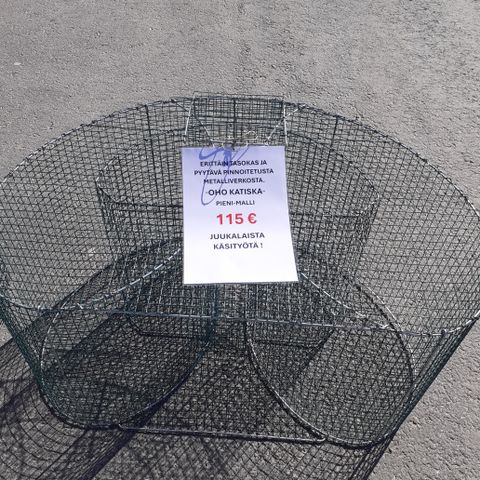 ERITTÄIN TASOKAS JA
PYYTÄVÄ PINNOITETUSTA
METALLIVERKOSTA.
-OHO KATISKA-
PIENI-MALLI
115 €
JUUKALAISTA
KÄSITYÖTÄ !